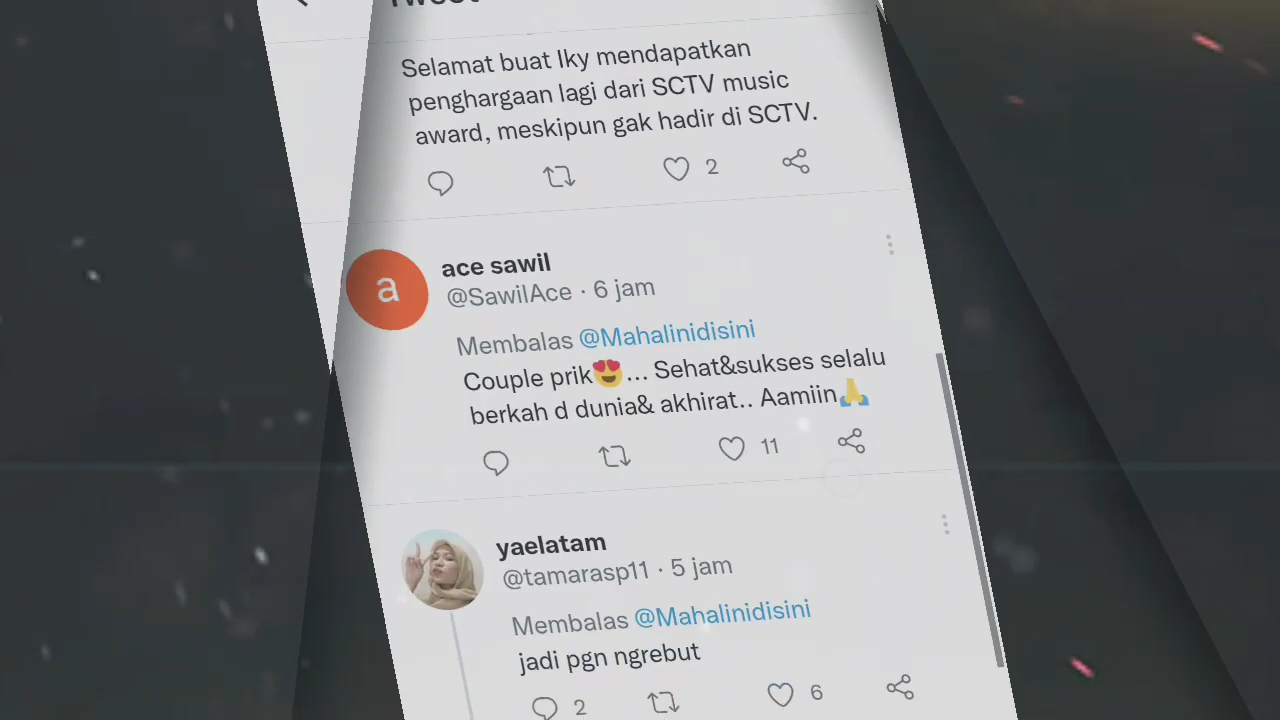 Tweet
Selamat buat Iky mendapatkan
penghargaan lagi dari SCTV music
award, meskipun gak hadir di SCTV.
2
a
ace sawil
@SawilAce · 6 jam
Membalas @Mahalinidisini
Couple prik😍... Sehat&sukses selalu
berkah d dunia& akhirat.. Aamiin🙏
11
yaelatam
@tamarasp11 · 5 jam
Membalas @Mahalinidisini
jadi pgn ngrebut
2 6